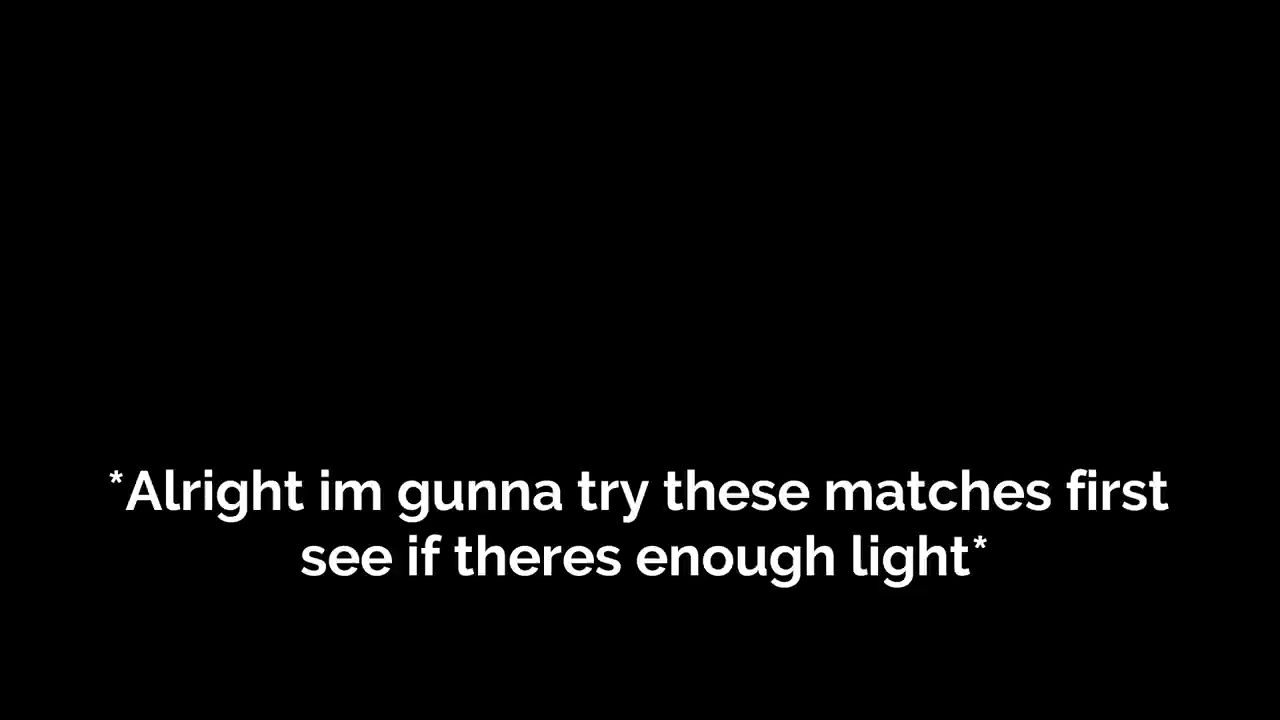 *Alright im gunna try these matches first
see if theres enough light*